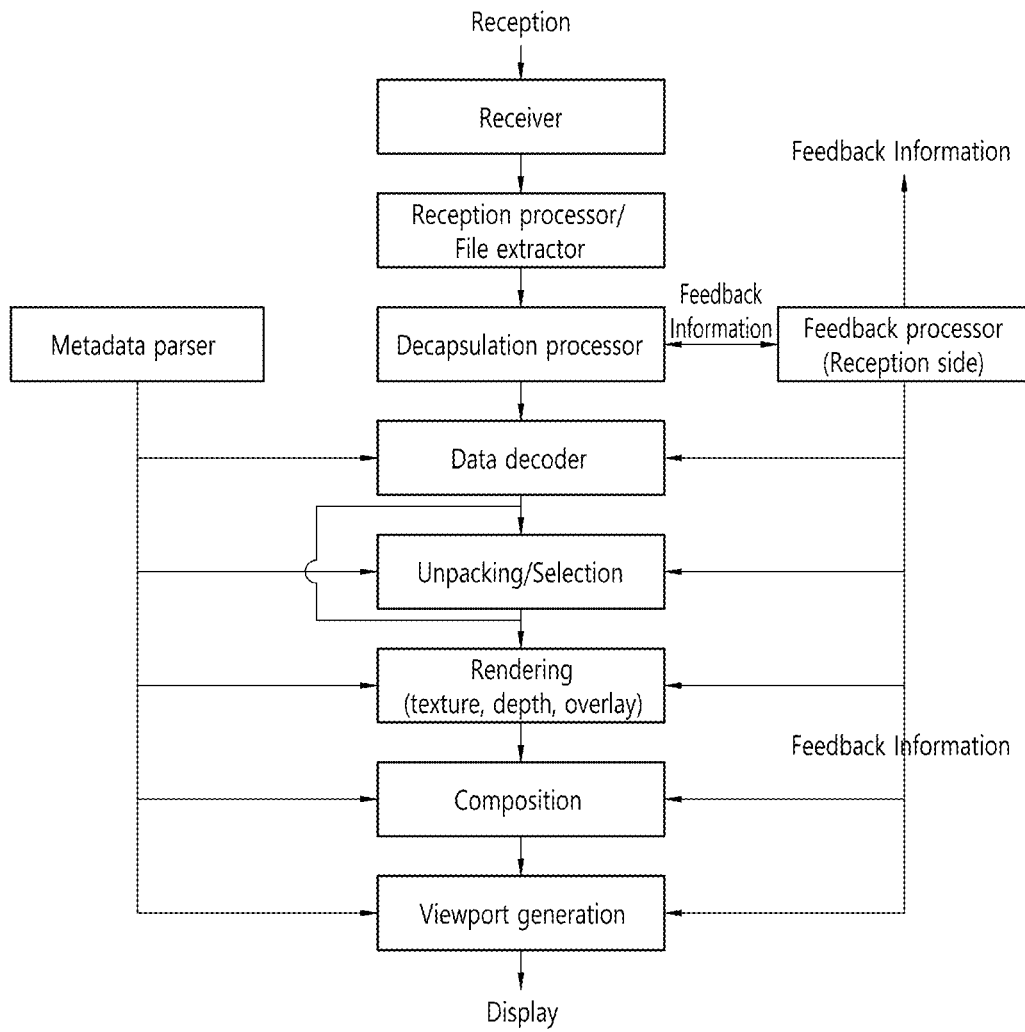 Reception
Receiver
Feedback Information
Reception processor/
File extractor
Feedback
Information
Metadata parser
Decapsulation processor
Feedback processor
(Reception side)
Data decoder
Unpacking/Selection
Rendering
(texture, depth, overlay)
Feedback Information
Composition
Viewport generation
Display